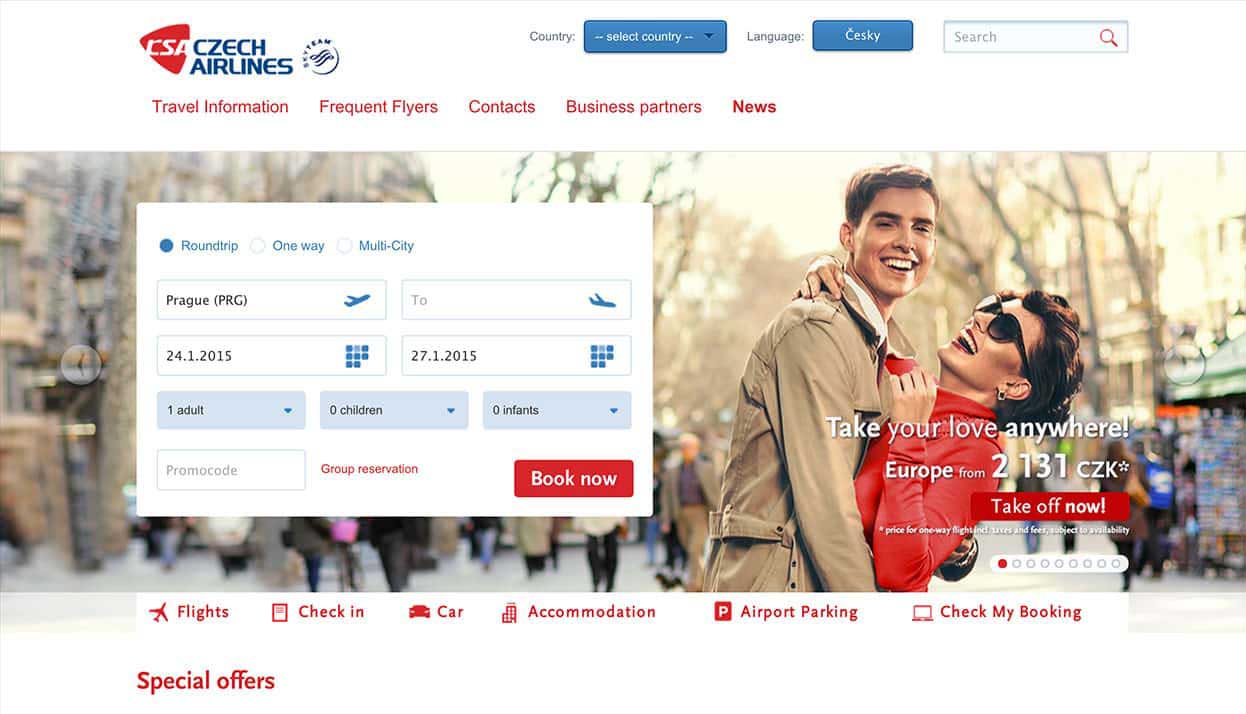 CSA CZECH AIRLINES
SKYTEAM
Country:
-- select country --
Language:
Česky
Search
Travel Information
Frequent Flyers
Contacts
Business partners
News
Roundtrip
One way
Multi-City
Prague (PRG)
To
24.1.2015
27.1.2015
1 adult
0 children
0 infants
Promocode
Group reservation
Book now
Take your love anywhere!
Europe from 2 131 CZK*
Take off now!
* price for one-way flight incl. taxes and fees, subject to availability
Flights
Check in
Car
Accommodation
P
Airport Parking
Check My Booking
Special offers